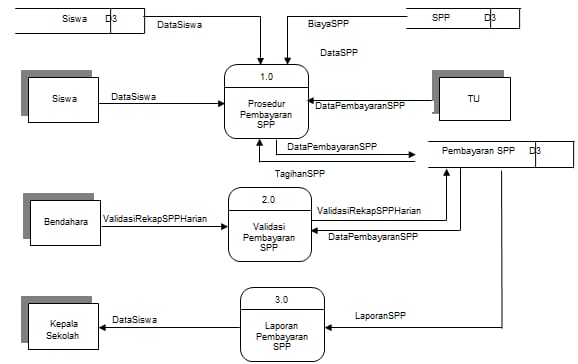 Siswa D3
SPP D3
DataSiswa
BiayaSPP
DataSPP
1.0
Siswa
DataSiswa
Prosedur
Pembayaran
SPP
DataPembayaranSPP
TU
DataPembayaranSPP
Pembayaran SPP D3
TagihanSPP
2.0
Bendahara
ValidasiRekapSPPHarian
Validasi
Pembayaran
SPP
ValidasiRekapSPPHarian
DataPembayaranSPP
3.0
Kepala
Sekolah
DataSiswa
Laporan
Pembayaran
SPP
LaporanSPP